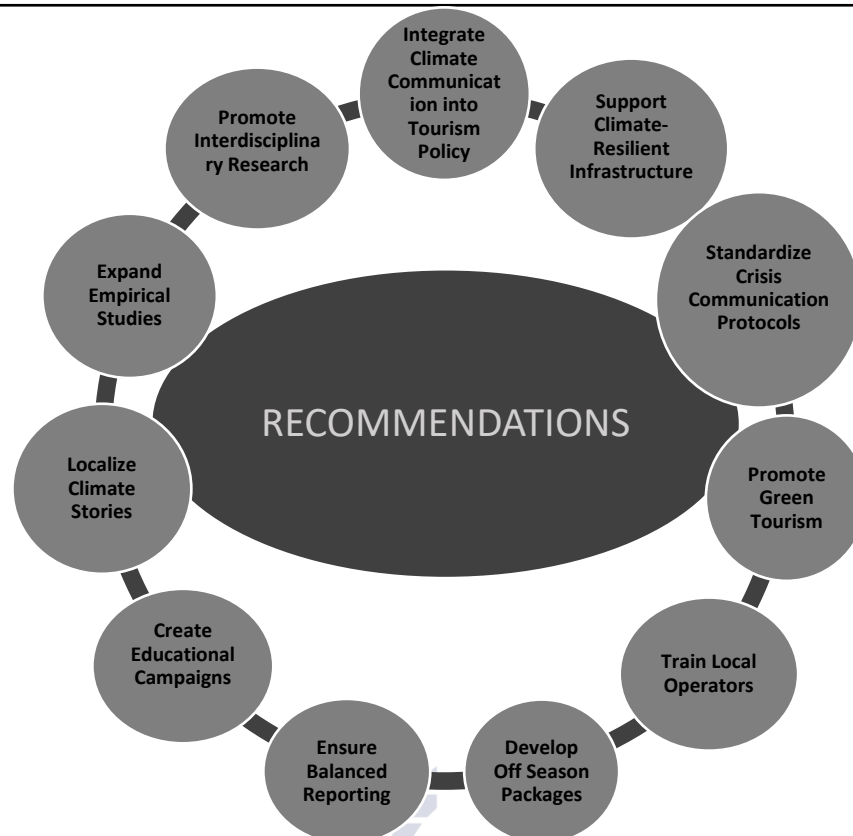 Integrate
Climate
Communicat
ion into
Tourism
Policy
Support
Climate-
Resilient
Infrastructure
Standardize
Crisis
Communication
Protocols
Promote
Green
Tourism
Train Local
Operators
Develop
Off Season
Packages
Ensure
Balanced
Reporting
Create
Educational
Campaigns
Localize
Climate
Stories
Expand
Empirical
Studies
Promote
Interdisciplina
ry Research
RECOMMENDATIONS